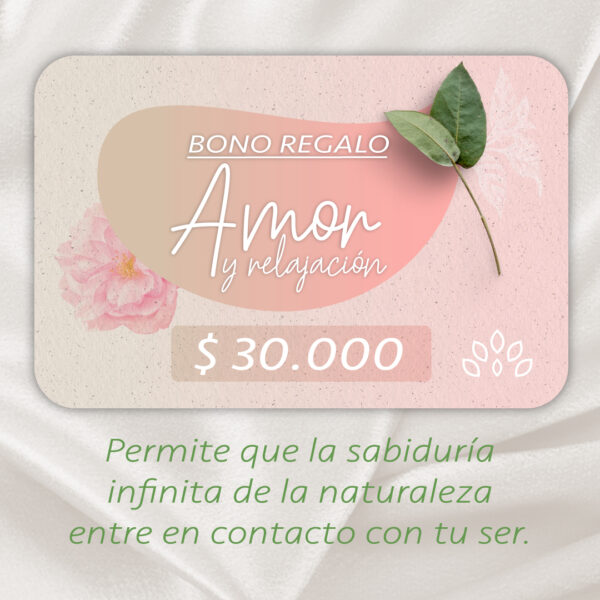 BONO REGALO
Amor
y relajación
$ 30.000
Permite que la sabiduría
infinita de la naturaleza
entre en contacto con tu ser.